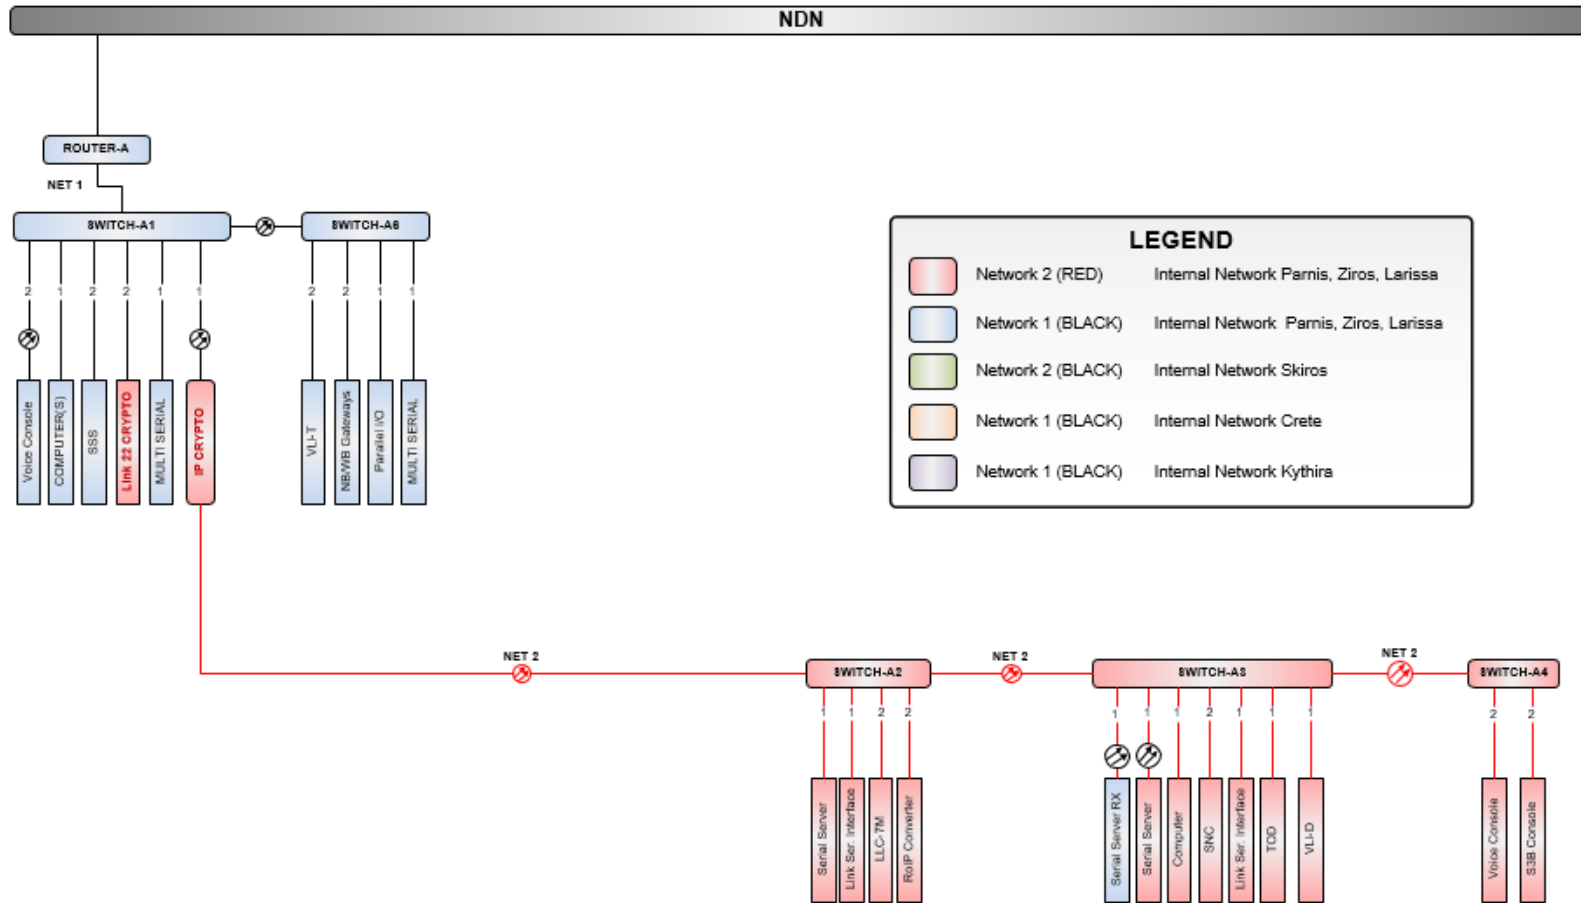 NDN
ROUTER-A
NET 1
SWITCH-A1
SWITCH-A6
2
1
2
2
1
1
2
2
1
1
Voice Console
COMPUTER(S)
SSS
Link 22 CRYPTO
MULTI SERIAL
IP CRYPTO
VLI-T
NB/WB Gateways
Parallel I/O
MULTI SERIAL
LEGEND
Network 2 (RED) Internal Network Parnis, Ziros, Larissa
Network 1 (BLACK) Internal Network Parnis, Ziros, Larissa
Network 2 (BLACK) Internal Network Skiros
Network 1 (BLACK) Internal Network Crete
Network 1 (BLACK) Internal Network Kythira
NET 2
NET 2
NET 2
SWITCH-A2
SWITCH-A3
SWITCH-A4
1
1
2
2
1
1
1
2
1
1
1
2
2
Serial Server
Link Ser. Interface
LLC-7M
RoIP Converter
Serial Server RX
Serial Server
Computer
SNC
Link Ser. Interface
TOD
VLI-D
Voice Console
S3B Console